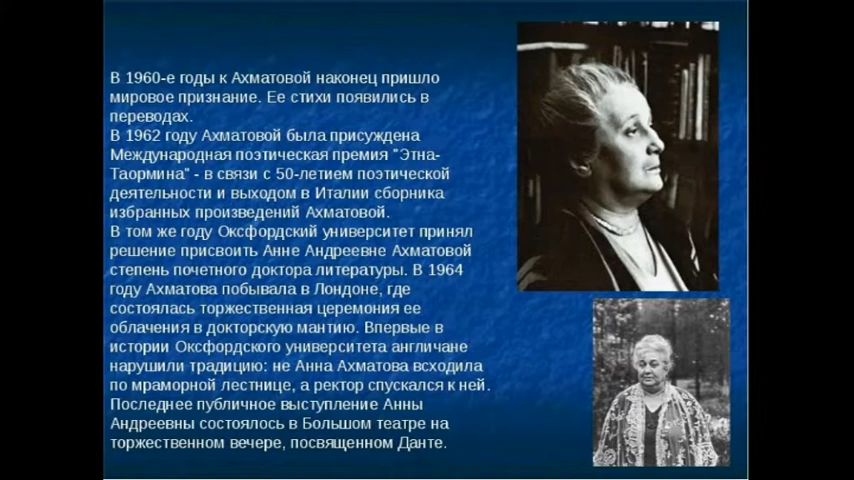 В 1960-е годы к Ахматовой наконец пришло
мировое признание. Ее стихи появились в
переводах.
В 1962 году Ахматовой была присуждена
Международная поэтическая премия "Этна-
Таормина" - в связи с 50-летием поэтической
деятельности и выходом в Италии сборника
избранных произведений Ахматовой.
В том же году Оксфордский университет принял
решение присвоить Анне Андреевне Ахматовой
степень почетного доктора литературы. В 1964
году Ахматова побывала в Лондоне, где
состоялась торжественная церемония ее
облачения в докторскую мантию. Впервые в
истории Оксфордского университета англичане
нарушили традицию: не Анна Ахматова всходила
по мраморной лестнице, а ректор спускался к ней.
Последнее публичное выступление Анны
Андреевны состоялось в Большом театре на
торжественном вечере, посвященном Данте.